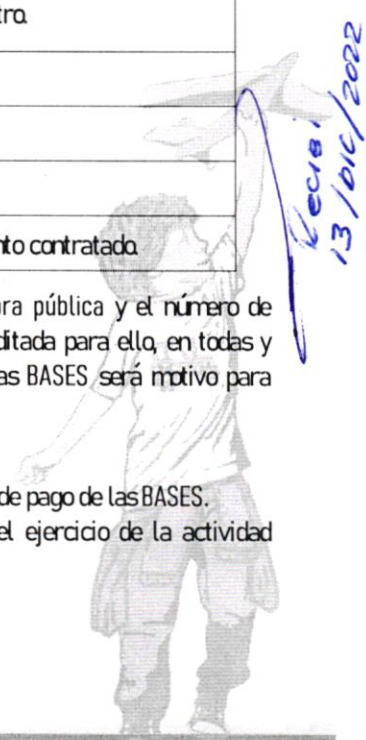 tra
nto contratado
ra pública y el número de
ditada para ello, en todas y
as BASES será motivo para
de pago de las BASES.
el ejercicio de la actividad
Recibi
13/DIC/2022